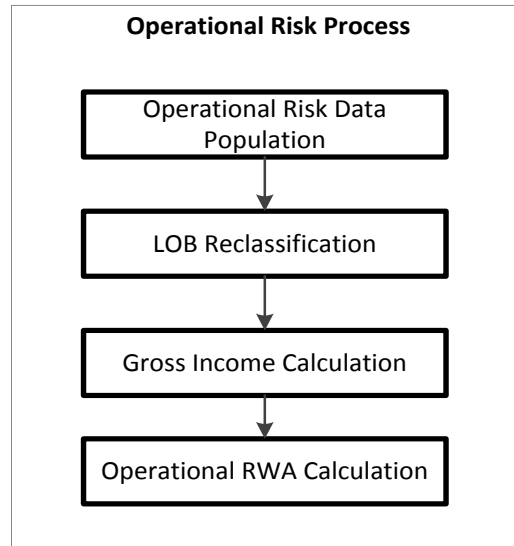 Operational Risk Process
Operational Risk Data
Population
LOB Reclassification
Gross Income Calculation
Operational RWA Calculation